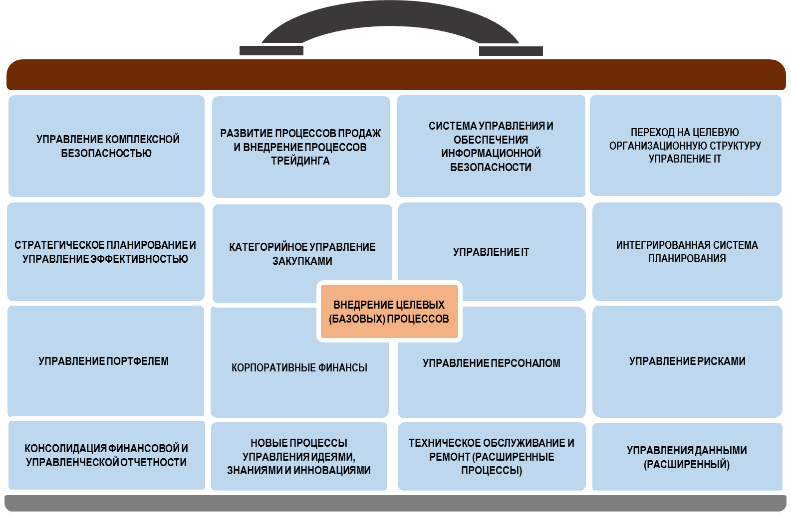 УПРАВЛЕНИЕ КОМПЛЕКСНОЙ
БЕЗОПАСНОСТЬЮ
РАЗВИТИЕ ПРОЦЕССОВ ПРОДАЖ
И ВНЕДРЕНИЕ ПРОЦЕССОВ
ТРЕЙДИНГА
СИСТЕМА УПРАВЛЕНИЯ И
ОБЕСПЕЧЕНИЯ
ИНФОРМАЦИОННОЙ
БЕЗОПАСНОСТИ
ПЕРЕХОД НА ЦЕЛЕВУЮ
ОРГАНИЗАЦИОННУЮ СТРУКТУРУ
УПРАВЛЕНИЕ IT
СТРАТЕГИЧЕСКОЕ ПЛАНИРОВАНИЕ И
УПРАВЛЕНИЕ ЭФФЕКТИВНОСТЬЮ
КАТЕГОРИЙНОЕ УПРАВЛЕНИЕ
ЗАКУПКАМИ
УПРАВЛЕНИЕ IT
ИНТЕГРИРОВАННАЯ СИСТЕМА
ПЛАНИРОВАНИЯ
ВНЕДРЕНИЕ ЦЕЛЕВЫХ
(БАЗОВЫХ) ПРОЦЕССОВ
УПРАВЛЕНИЕ ПОРТФЕЛЕМ
КОРПОРАТИВНЫЕ ФИНАНСЫ
УПРАВЛЕНИЕ ПЕРСОНАЛОМ
УПРАВЛЕНИЕ РИСКАМИ
КОНСОЛИДАЦИЯ ФИНАНСОВОЙ И
УПРАВЛЕНЧЕСКОЙ ОТЧЕТНОСТИ
НОВЫЕ ПРОЦЕССЫ
УПРАВЛЕНИЯ ИДЕЯМИ,
ЗНАНИЯМИ И ИННОВАЦИЯМИ
ТЕХНИЧЕСКОЕ ОБСЛУЖИВАНИЕ И
РЕМОНТ (РАСШИРЕННЫЕ
ПРОЦЕССЫ)
УПРАВЛЕНИЯ ДАННЫМИ
(РАСШИРЕННЫЙ)